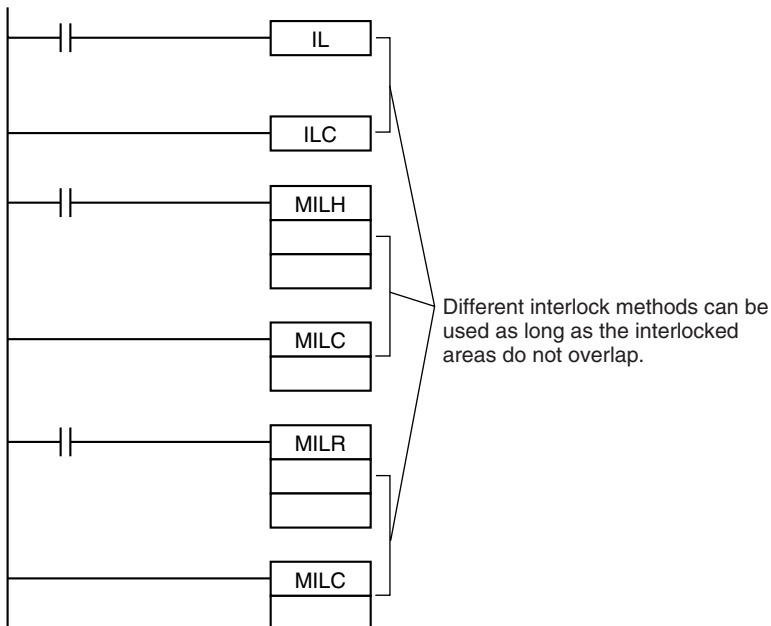 IL
ILC
MILH
MILC
Different interlock methods can be
used as long as the interlocked
areas do not overlap.
MILR
MILC